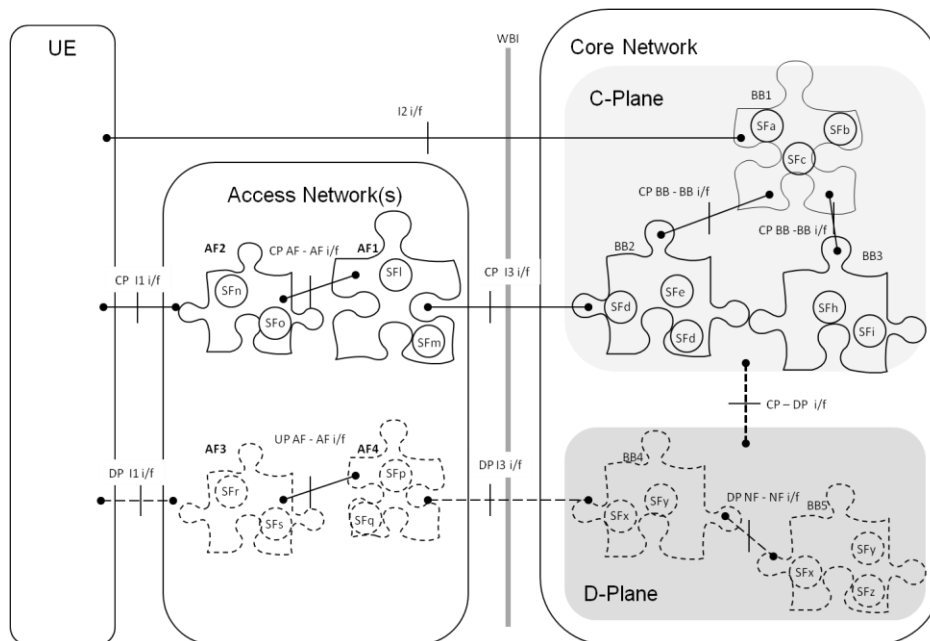 WBI
UE
Core Network
C-Plane
BB1
I2 i/f
SFa
SFb
SFc
Access Network(s)
CP BB - BB i/f
CP BB -BB i/f
AF2
CP AF - AF i/f
AF1
BB2
BB3
CP I1 i/f
SFn
SFl
CP I3 i/f
SFo
SFm
SFd
SFe
SFd
SFh
SFi
CP – DP i/f
AF3
UP AF - AF i/f
AF4
BB4
DP I1 i/f
SFr
SFp
DP I3 i/f
SFs
SFq
SFx
SFy
DP NF - NF i/f
BB5
SFy
SFx
SFz
D-Plane